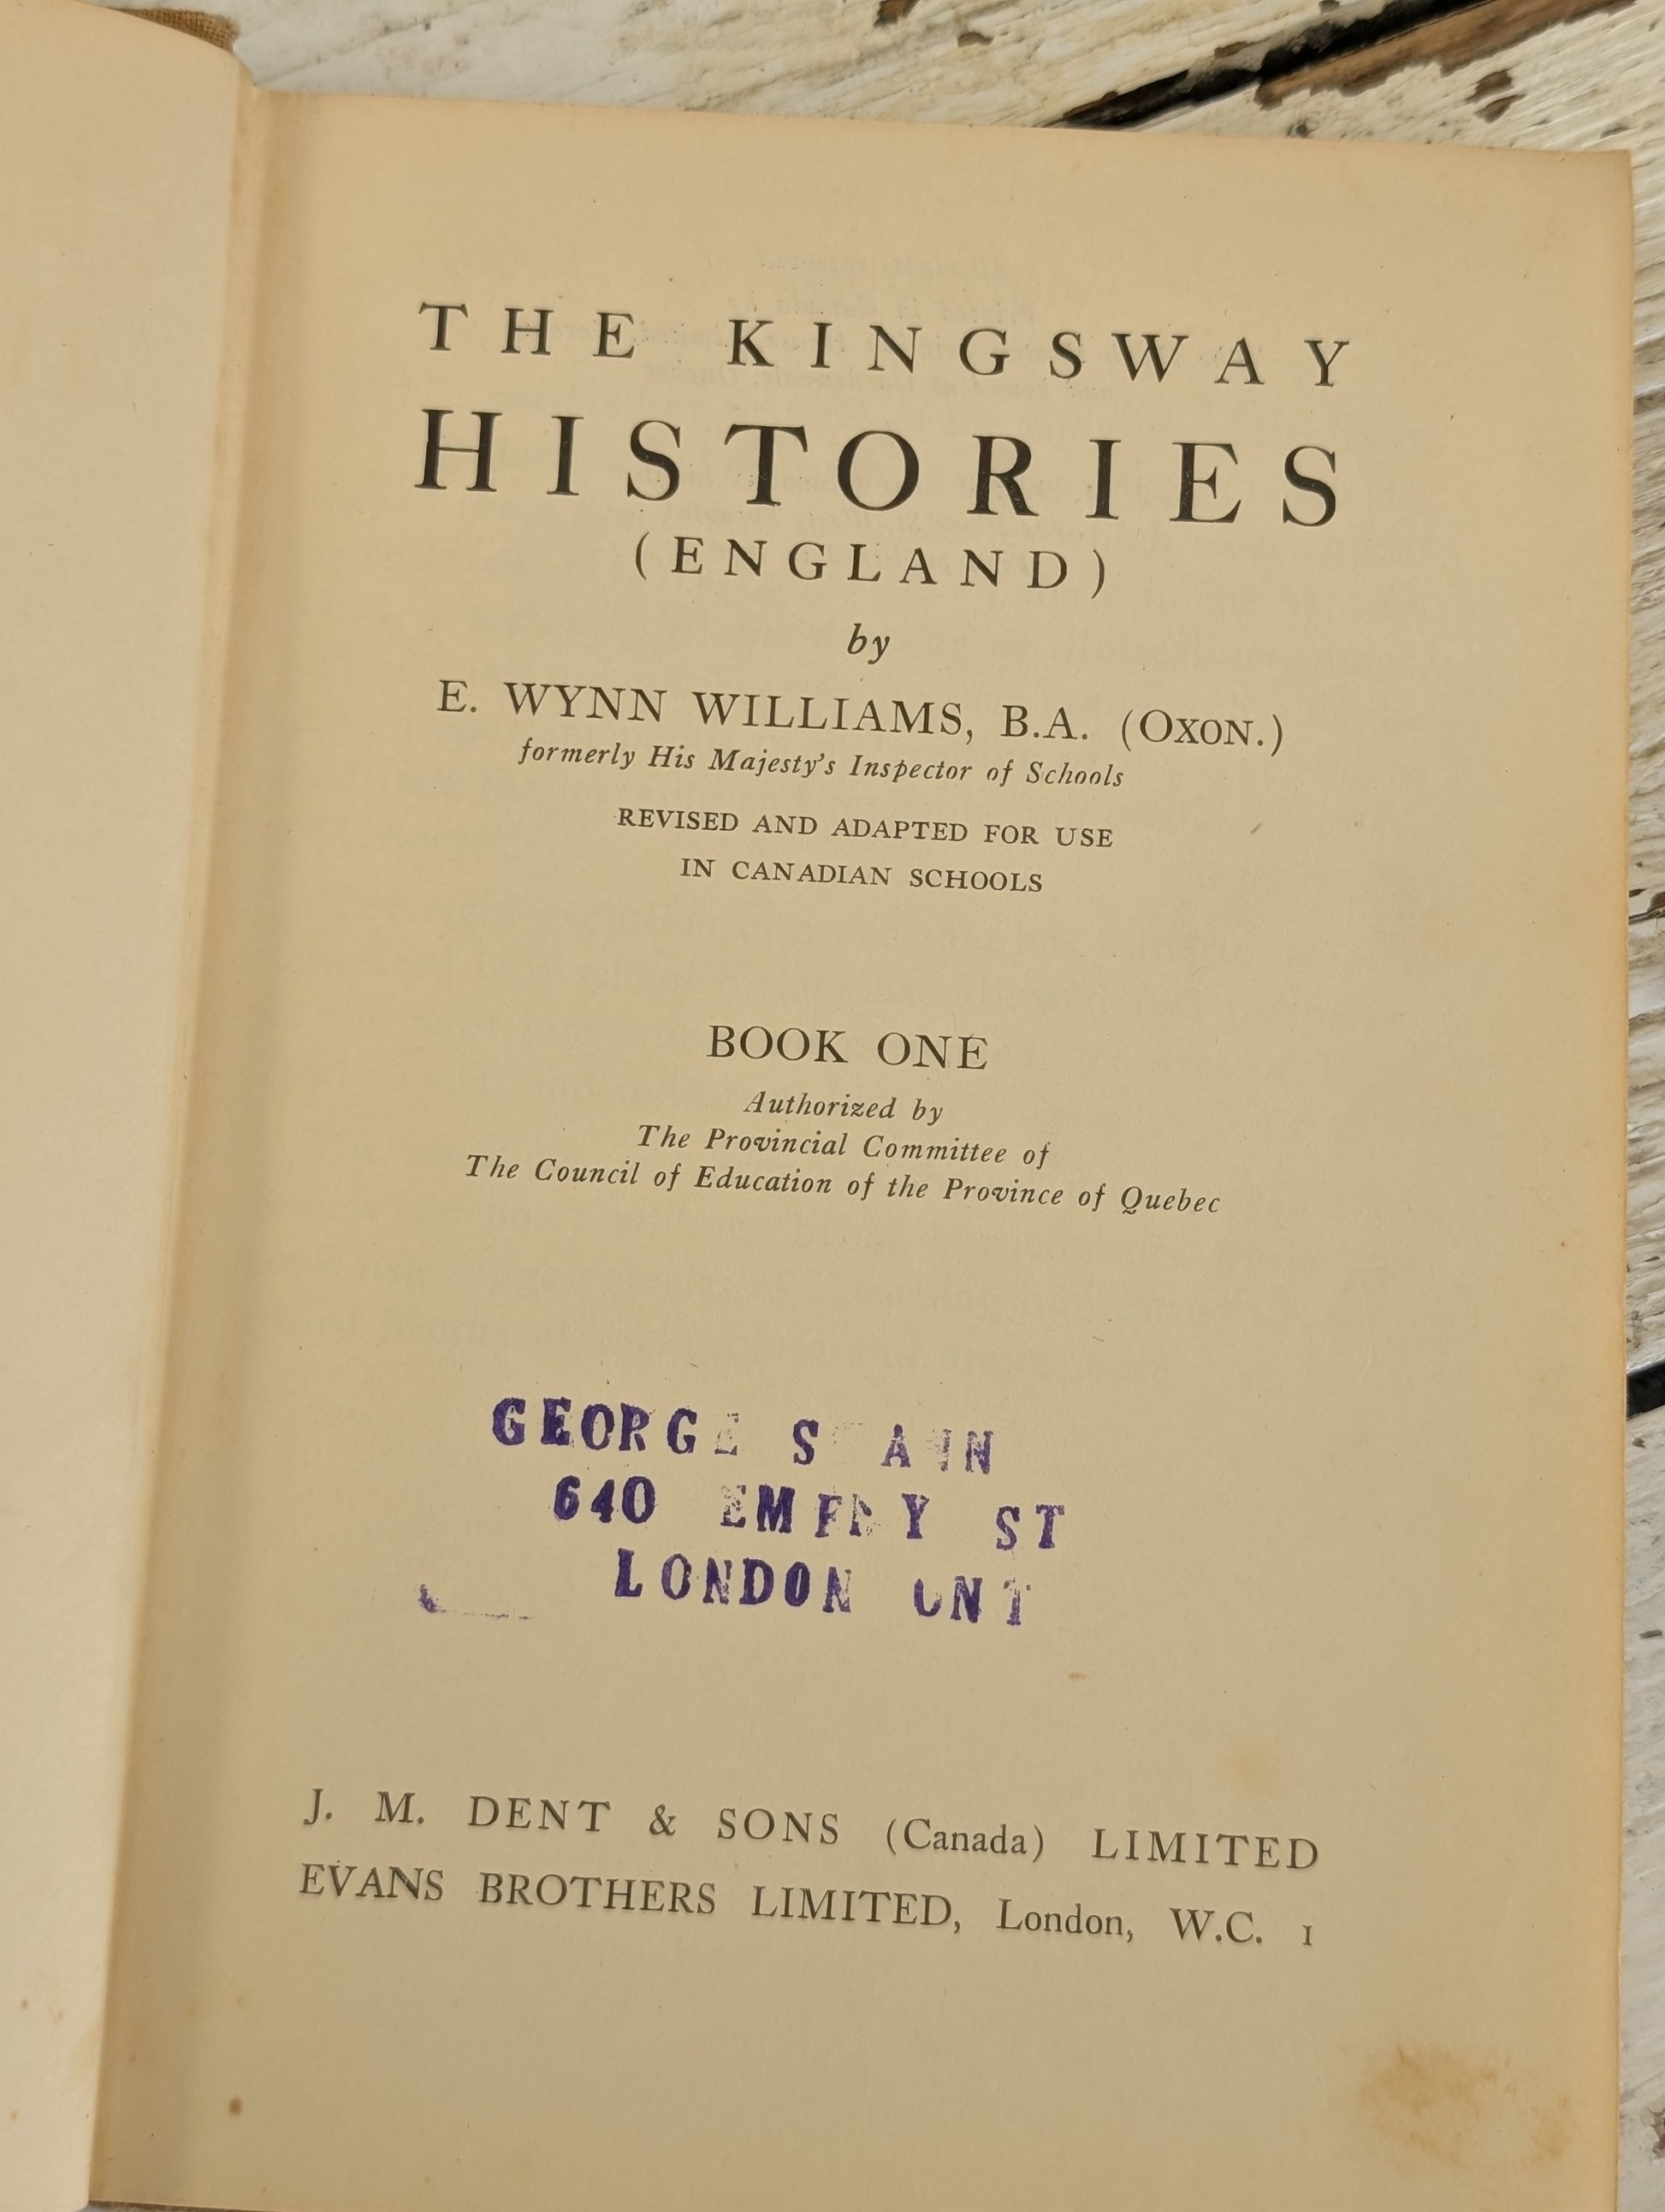 THE KINGSWAY
HISTORIES
(ENGLAND)
by
E. WYNN WILLIAMS, B.A. (OXON.)
formerly His Majesty's Inspector of Schools
REVISED AND ADAPTED FOR USE
IN CANADIAN SCHOOLS
BOOK ONE
Authorized by
The Provincial Committee of
The Council of Education of the Province of Quebec
GEORGE
640 ST
LONDON ONT
J. M. DENT & SONS (Canada) LIMITED
EVANS BROTHERS LIMITED, London, W.C. 1